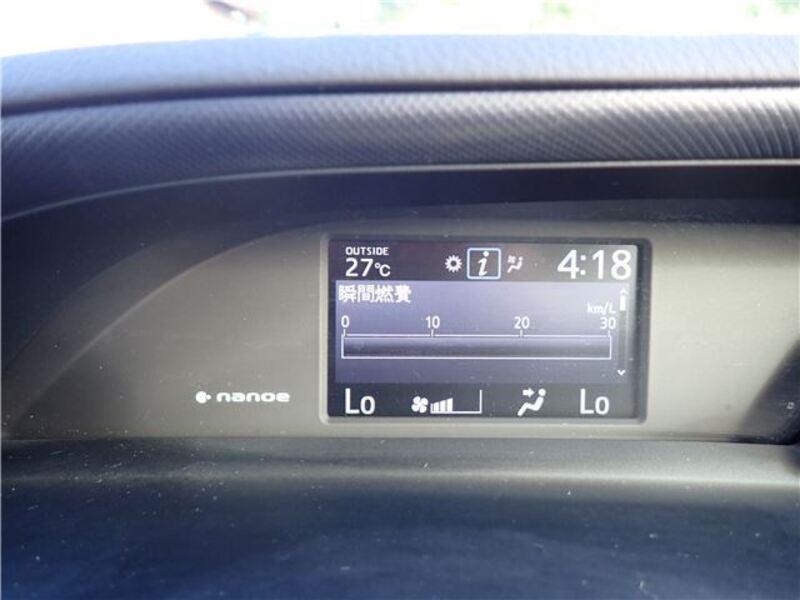 OUTSIDE
27℃
i
4:18
瞬間燃費
km/L
0 10 20 30
nanoe
Lo
Lo